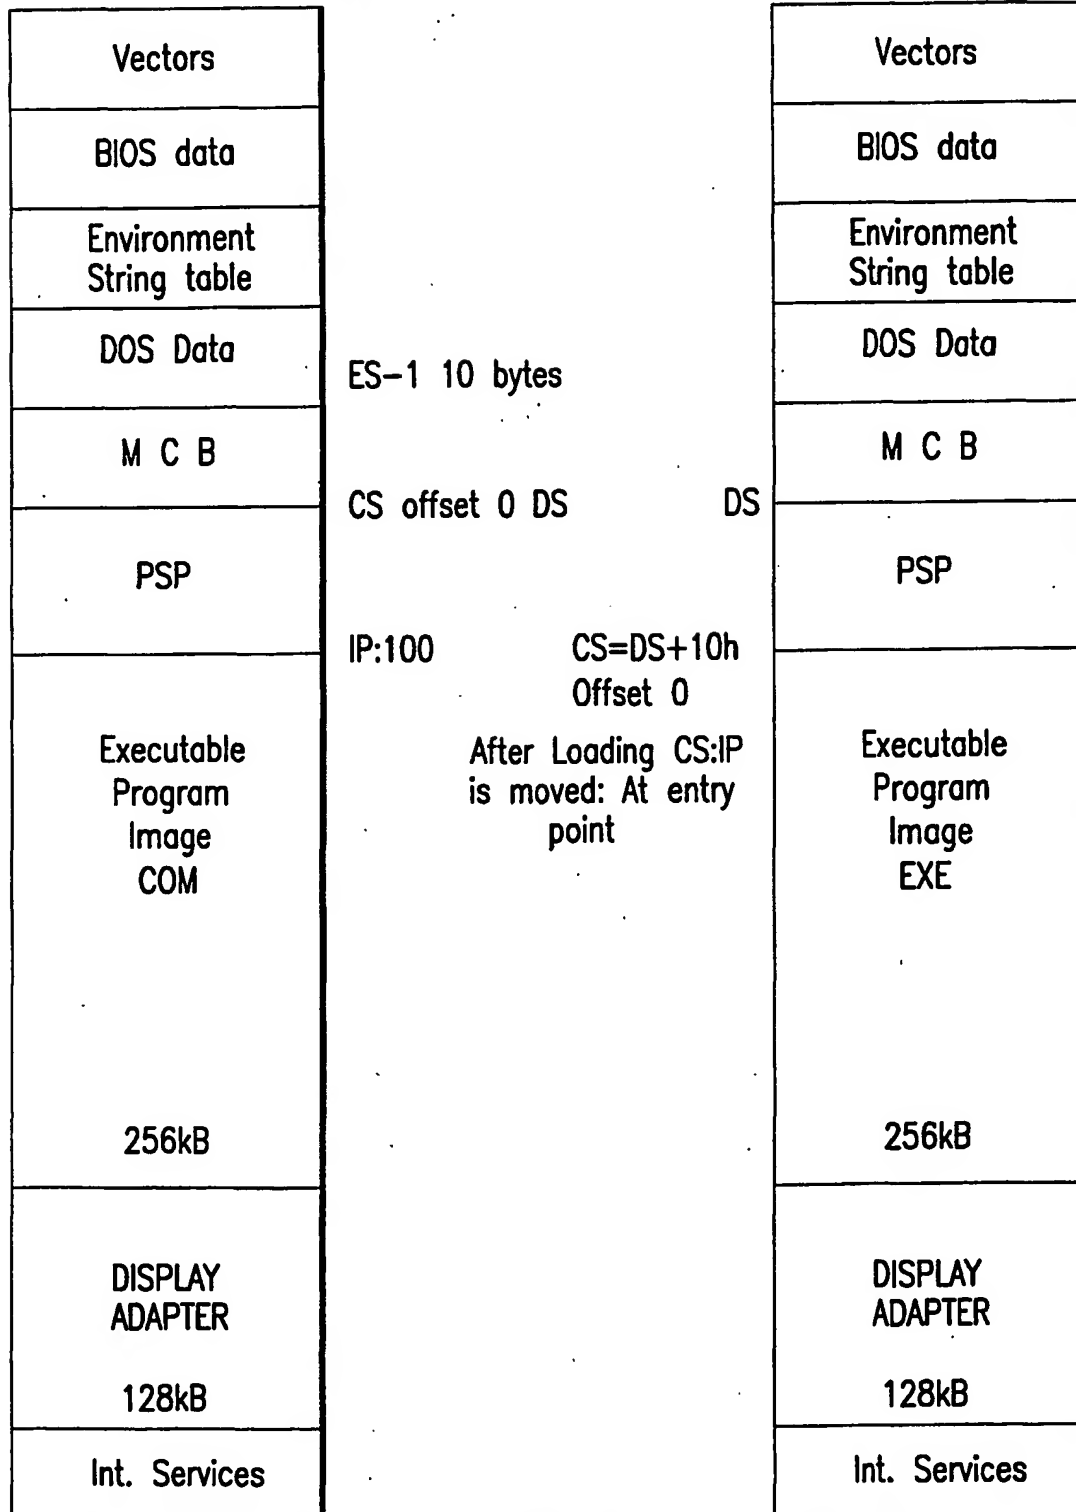 Vectors
BIOS data
Environment
String table
DOS Data
M C B
PSP
Executable
Program
Image
COM
256kB
DISPLAY
ADAPTER
128kB
Int. Services
ES-1 10 bytes
CS offset 0 DS
DS
IP:100
CS=DS+10h
Offset 0
After Loading CS:IP
is moved: At entry
point
Vectors
BIOS data
Environment
String table
DOS Data
M C B
PSP
Executable
Program
Image
EXE
256kB
DISPLAY
ADAPTER
128kB
Int. Services